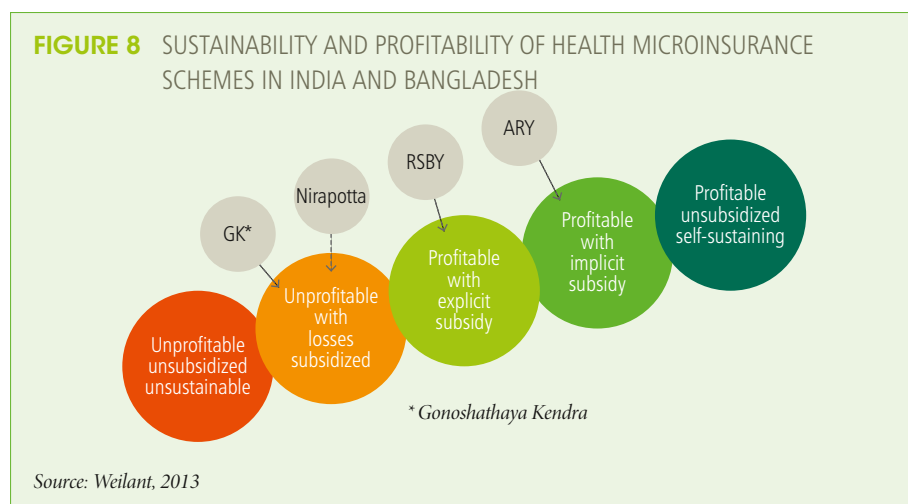 FIGURE 8 SUSTAINABILITY AND PROFITABILITY OF HEALTH MICROINSURANCE
SCHEMES IN INDIA AND BANGLADESH
ARY
RSBY
Nirapotta
GK*
Profitable
unsubsidized
self-sustaining
Profitable
with
implicit
subsidy
Profitable
with
explicit
subsidy
Unprofitable
with
losses
subsidized
Unprofitable
unsubsidized
unsustainable
* Gonoshathaya Kendra
Source: Weilant, 2013